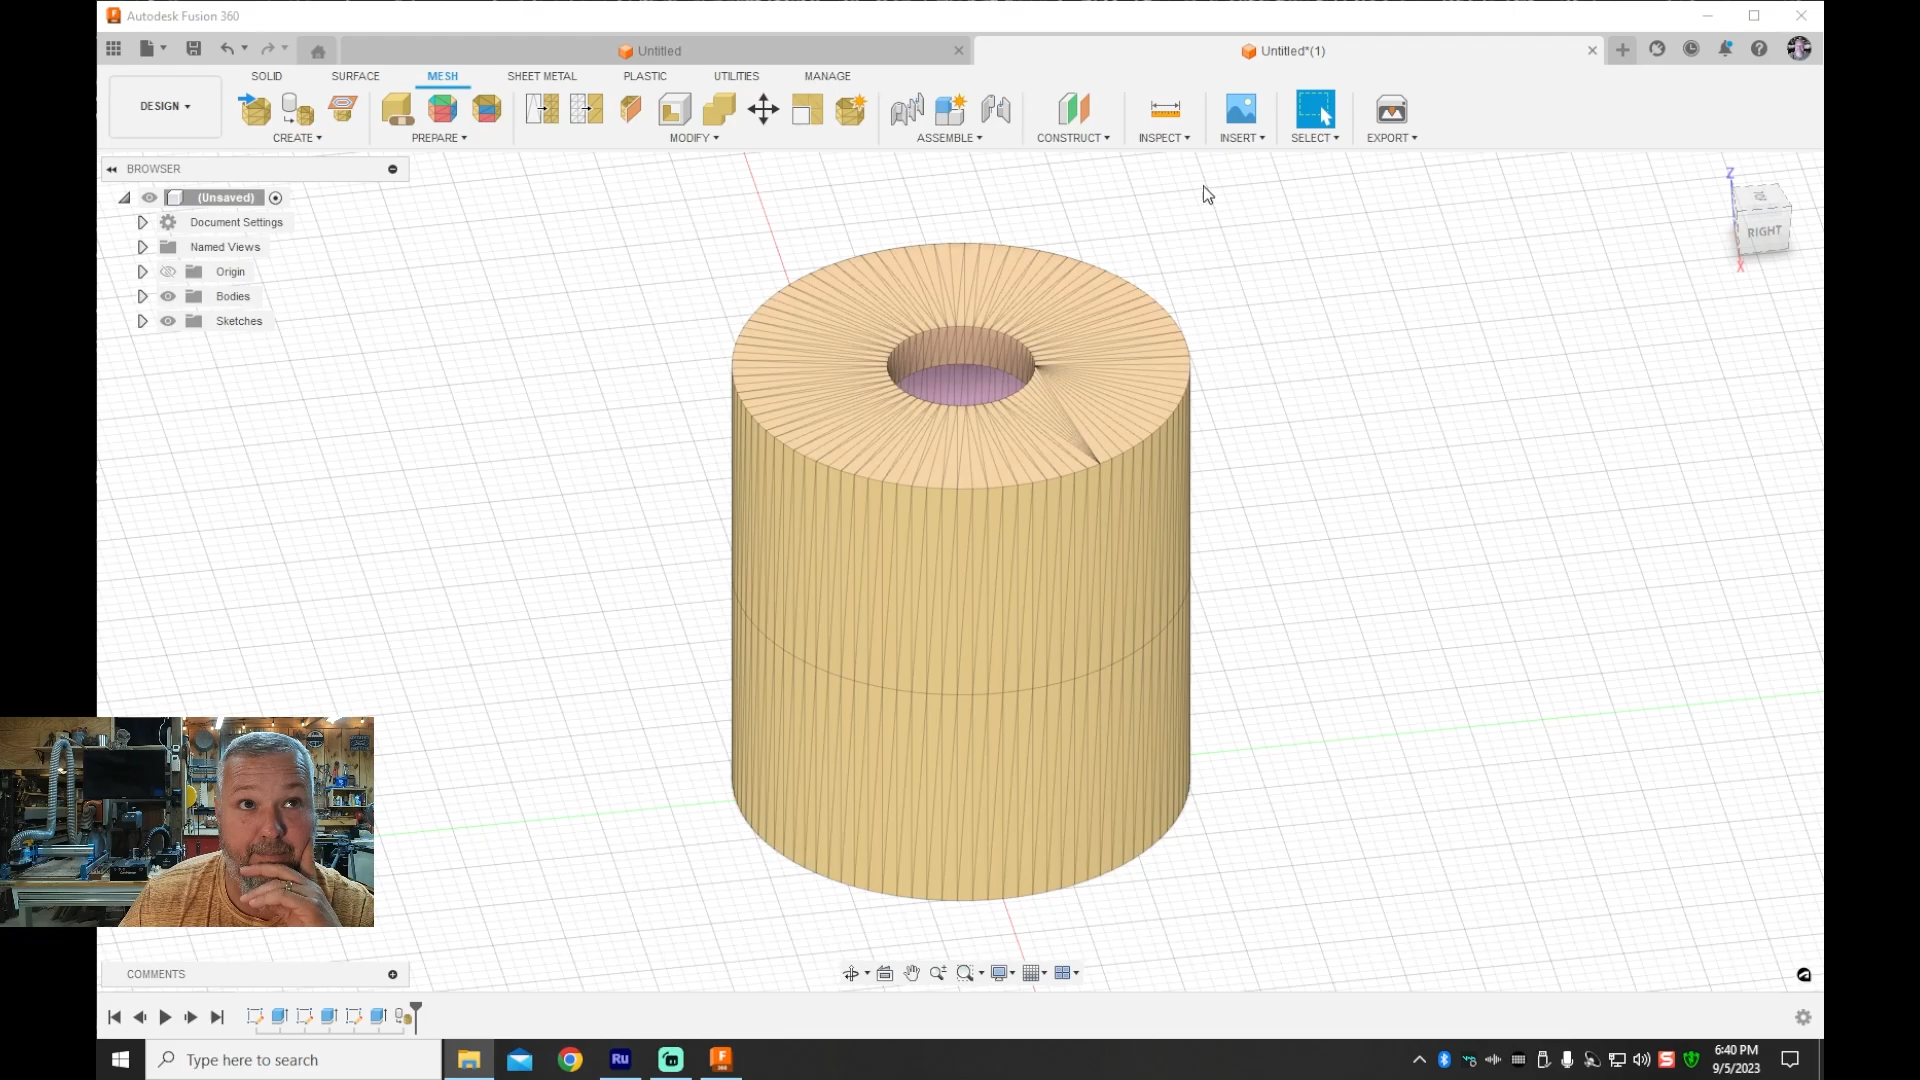 Autodesk Fusion 360
Untitled
Untitled*(1)
SOLID SURFACE MESH SHEET METAL PLASTIC UTILITIES MANAGE
DESIGN
CREATE PREPARE MODIFY ASSEMBLE CONSTRUCT INSPECT INSERT SELECT EXPORT
BROWSER
(Unsaved)
Document Settings
Named Views
Origin
Bodies
Sketches
Z
RIGHT
X
COMMENTS
Type here to search
Ru
F
360
S
6:40 PM
9/5/2023